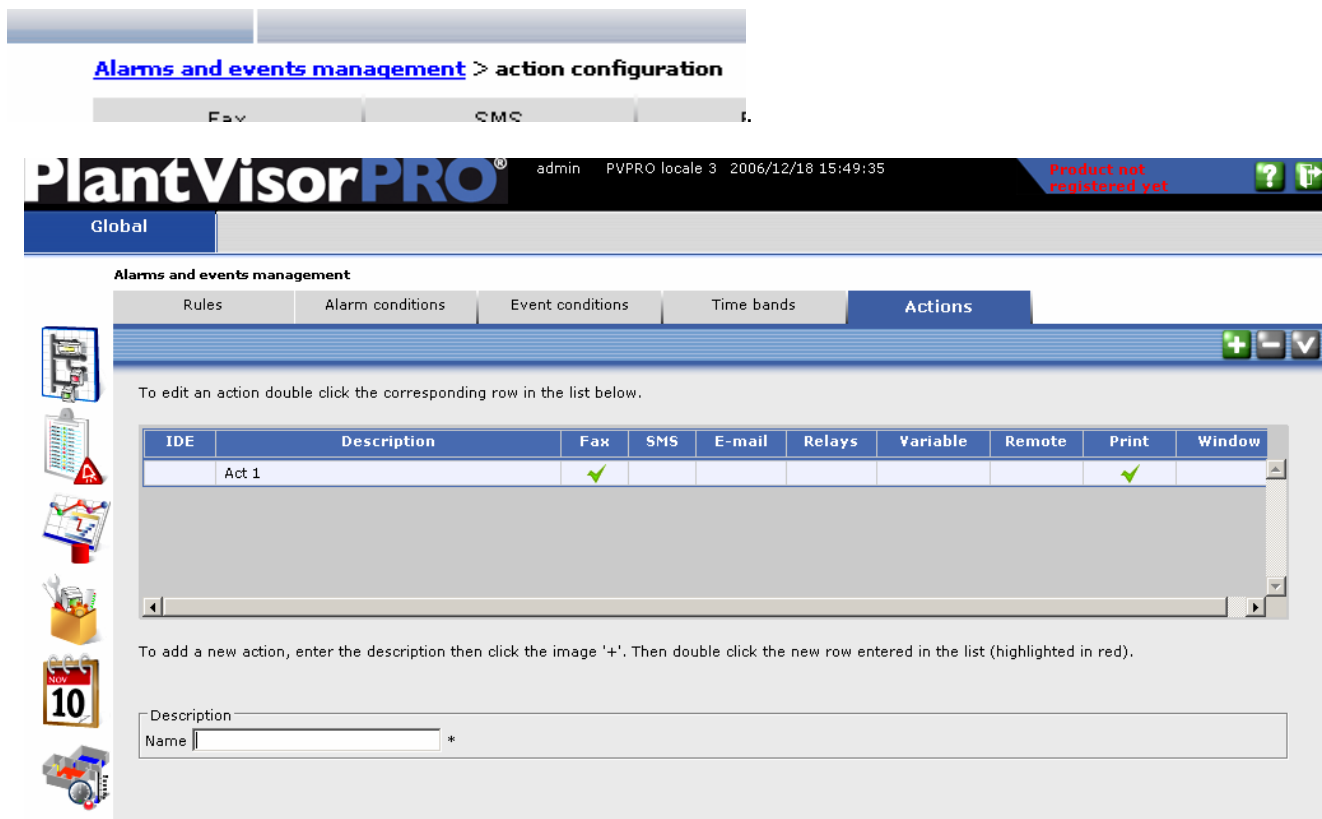 Alarms and events management > action configuration
Fax SMS
PlantVisorPRO® admin PVPRO locale 3 2006/12/18 15:49:35 Product not registered yet ?
Global
Alarms and events management
Rules Alarm conditions Event conditions Time bands Actions
To edit an action double click the corresponding row in the list below.
IDE Description Fax SMS E-mail Relays Variable Remote Print Window
Act 1
To add a new action, enter the description then click the image '+'. Then double click the new row entered in the list (highlighted in red).
NOV
10
Description
Name *